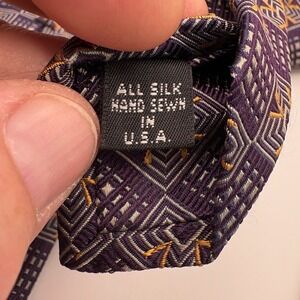 ALL SILK
HAND SEWN
IN
U.S.A.